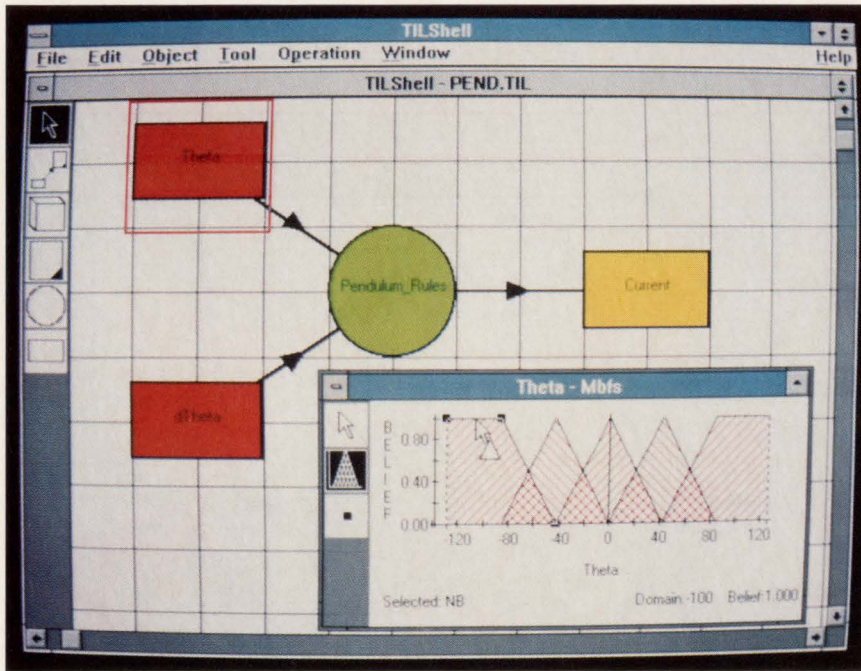 TILShell
File Edit Object Tool Operation Window Help
TILShell - PEND.TIL
Theta
Pendulum_Rules
Current
dTheta
Theta - Mbfs
BELIEF
0.80
0.40
0.00
-120 -80 -40 0 40 80 120
Theta
Selected: NB Domain:-100 Belief:1.000